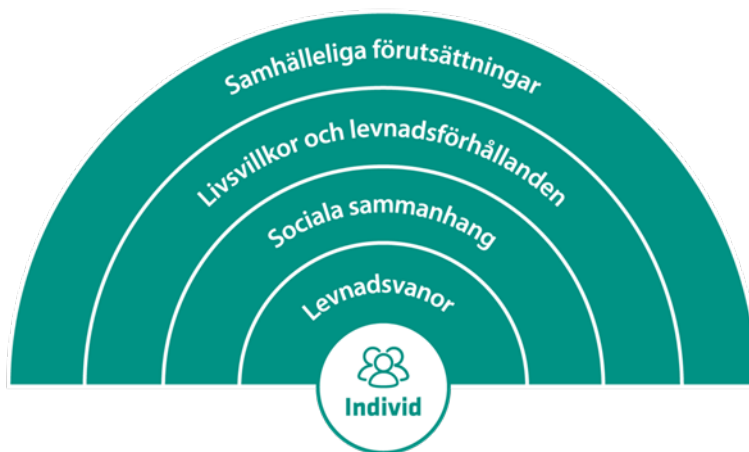 Samhälleliga förutsättningar
Livsvillkor och levnadsförhållanden
Sociala sammanhang
Levnadsvanor
Individ